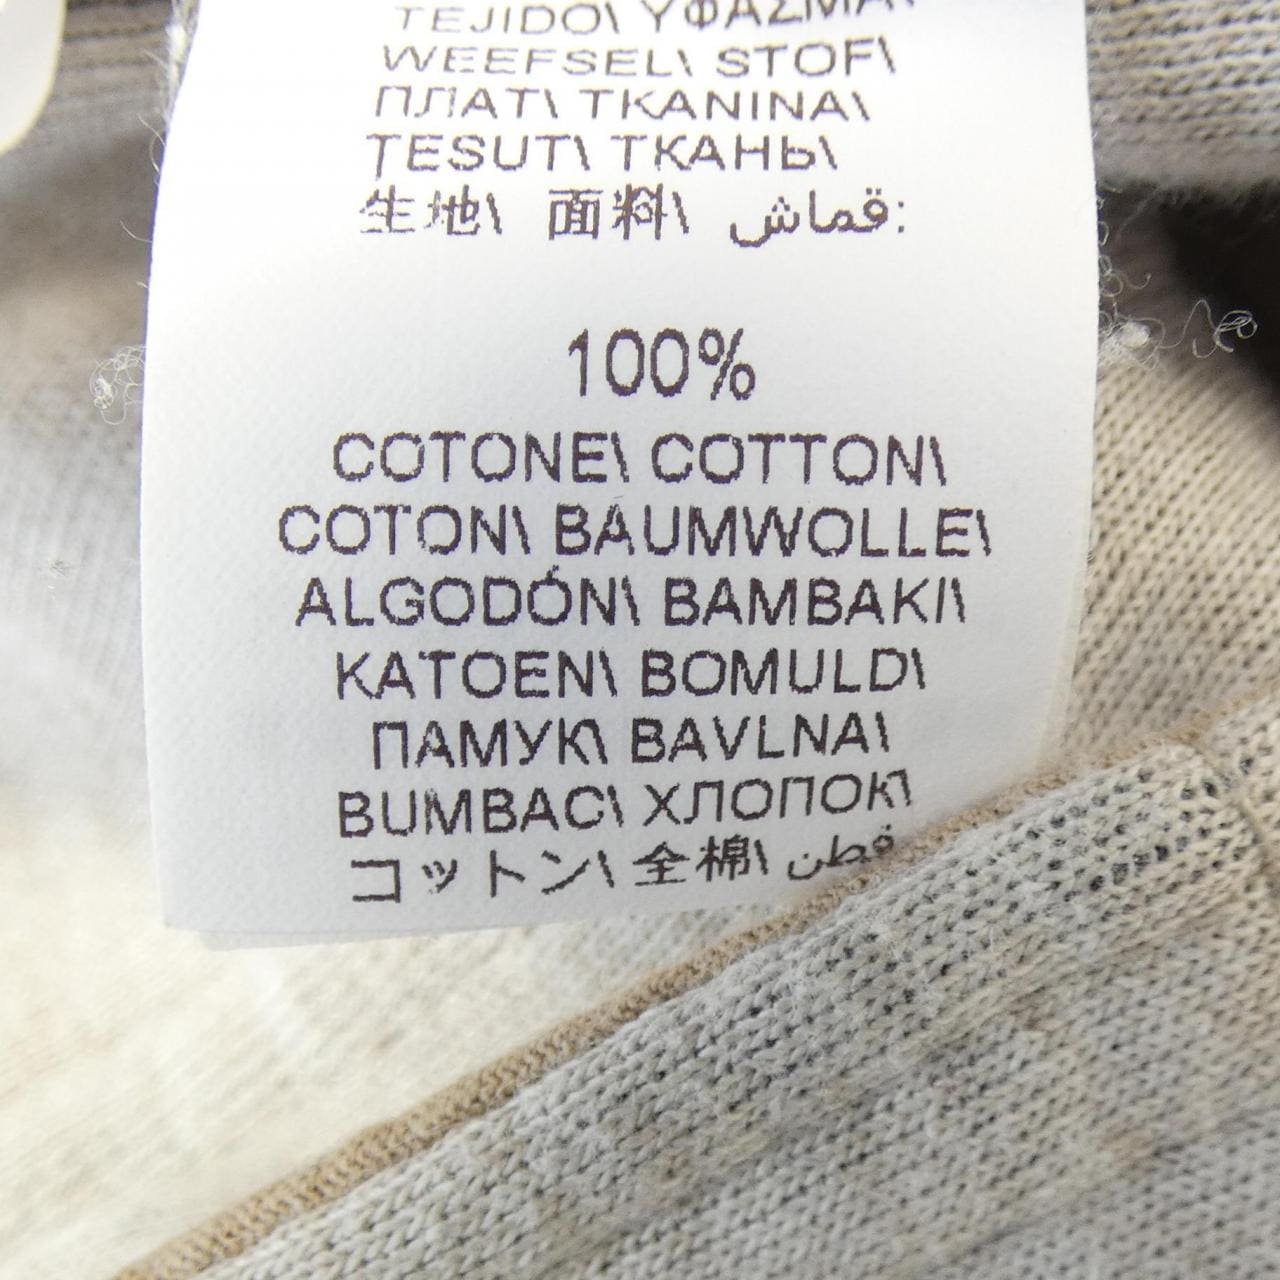 TEJIDO\ ΥΦΑΣΜΑ\
WEEFSEL\ STOF\
ПЛАТ\ TKANINA\
TESUT\ ТКАНЬ\
生地\ 面料\ قماش:
100%
COTONE\ COTTON\
COTON\ BAUMWOLLE\
ALGODÓN\ BAMBAKI\
KATOEN\ BOMULD\
ПАМУК\ BAVLNA\
BUMBAC\ ХЛОПОК\
コットン\ 全棉\ قطن